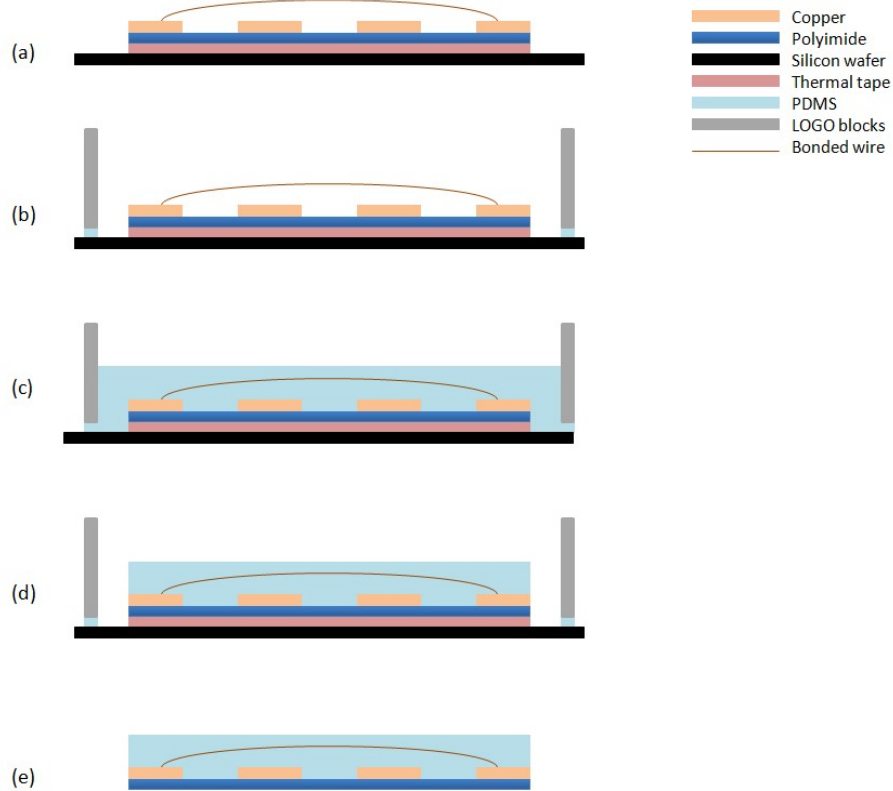 Copper
Polyimide
Silicon wafer
Thermal tape
PDMS
LOGO blocks
Bonded wire
(a)
(b)
(c)
(d)
(e)